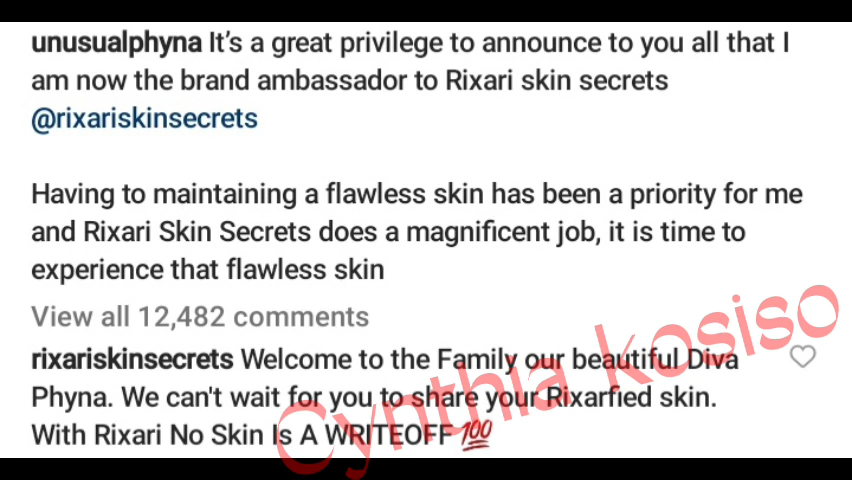 unusualphyna It's a great privilege to announce to you all that I
am now the brand ambassador to Rixari skin secrets
@rixariskinsecrets
Having to maintaining a flawless skin has been a priority for me
and Rixari Skin Secrets does a magnificent job, it is time to
experience that flawless skin
View all 12,482 comments
rixariskinsecrets Welcome to the Family our beautiful Diva
Phyna. We can't wait for you to share your Rixarfied skin.
With Rixari No Skin Is A WRITEOFF 💯
Cynthia kosiso